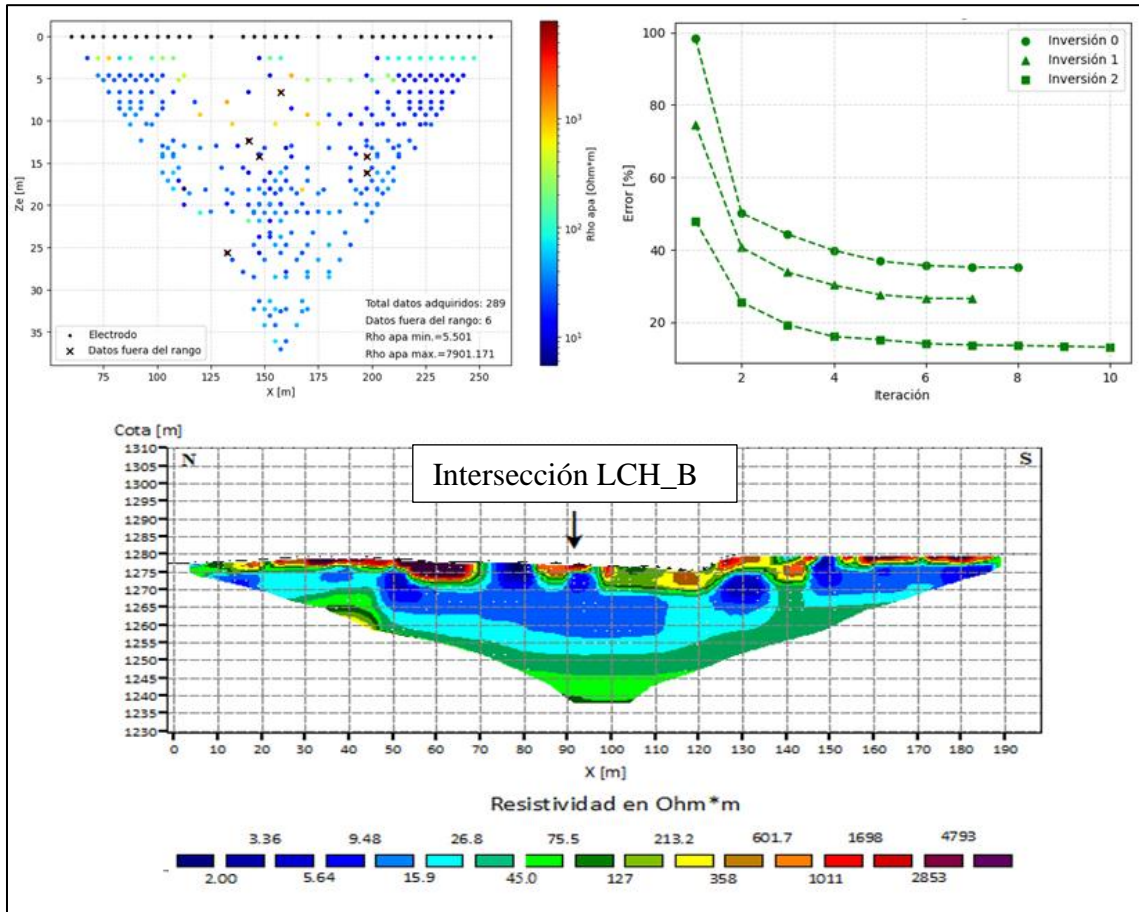 0
5
10
15
20
25
30
35
Ze [m]
75
100
125
150
175
200
225
250
X [m]
Electrodo
Datos fuera del rango
Total datos adquiridos: 289
Datos fuera del rango: 6
Rho apa min.=5.501
Rho apa max.=7901.171
10³
10²
10¹
Rho apa [Ohm*m]
100
80
60
40
20
Error [%]
2
4
6
8
10
Iteración
Inversión 0
Inversión 1
Inversión 2
Cota [m]
1310
1305
1300
1295
1290
1285
1280
1275
1270
1265
1260
1255
1250
1245
1240
1235
1230
N
S
Intersección LCH_B
0 10 20 30 40 50 60 70 80 90 100 110 120 130 140 150 160 170 180 190
X [m]
Resistividad en Ohm*m
3.36 9.48 26.8 75.5 213.2 601.7 1698 4793
2.00 5.64 15.9 45.0 127 358 1011 2853